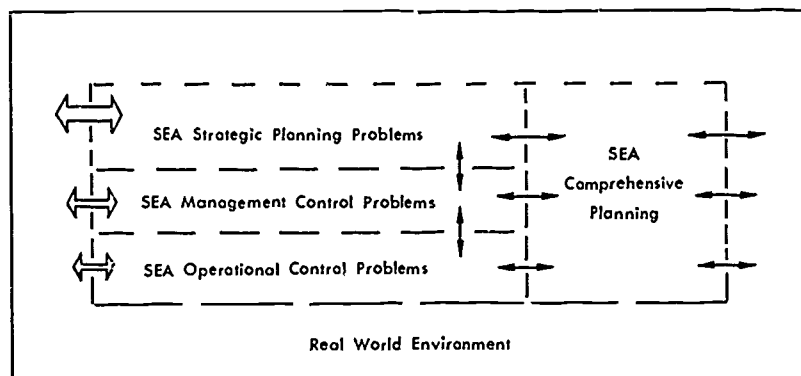 SEA Strategic Planning Problems
SEA Management Control Problems
SEA Operational Control Problems
SEA
Comprehensive
Planning
Real World Environment